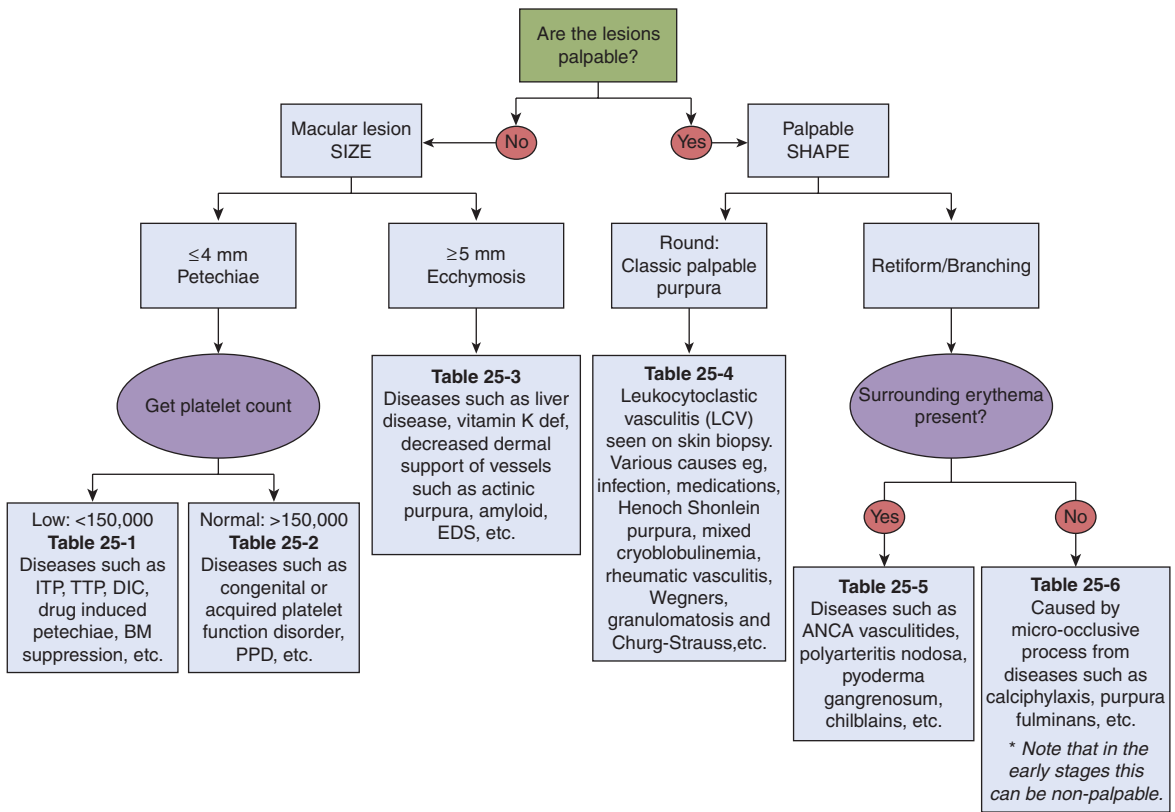 Are the lesions
palpable?
No
Yes
Macular lesion
SIZE
Palpable
SHAPE
≤4 mm
Petechiae
≥5 mm
Ecchymosis
Round:
Classic palpable
purpura
Retiform/Branching
Get platelet count
Table 25-3
Diseases such as liver
disease, vitamin K def,
decreased dermal
support of vessels
such as actinic
purpura, amyloid,
EDS, etc.
Table 25-4
Leukocytoclastic
vasculitis (LCV)
seen on skin biopsy.
Various causes eg,
infection, medications,
Henoch Shonlein
purpura, mixed
cryoblobulinemia,
rheumatic vasculitis,
Wegners,
granulomatosis and
Churg-Strauss,etc.
Surrounding erythema
present?
Low: <150,000
Table 25-1
Diseases such as
ITP, TTP, DIC,
drug induced
petechiae, BM
suppression, etc.
Normal: >150,000
Table 25-2
Diseases such as
congenital or
acquired platelet
function disorder,
PPD, etc.
Yes
No
Table 25-5
Diseases such as
ANCA vasculitides,
polyarteritis nodosa,
pyoderma
gangrenosum,
chilblains, etc.
Table 25-6
Caused by
micro-occlusive
process from
diseases such as
calciphylaxis, purpura
fulminans, etc.
* Note that in the
early stages this
can be non-palpable.